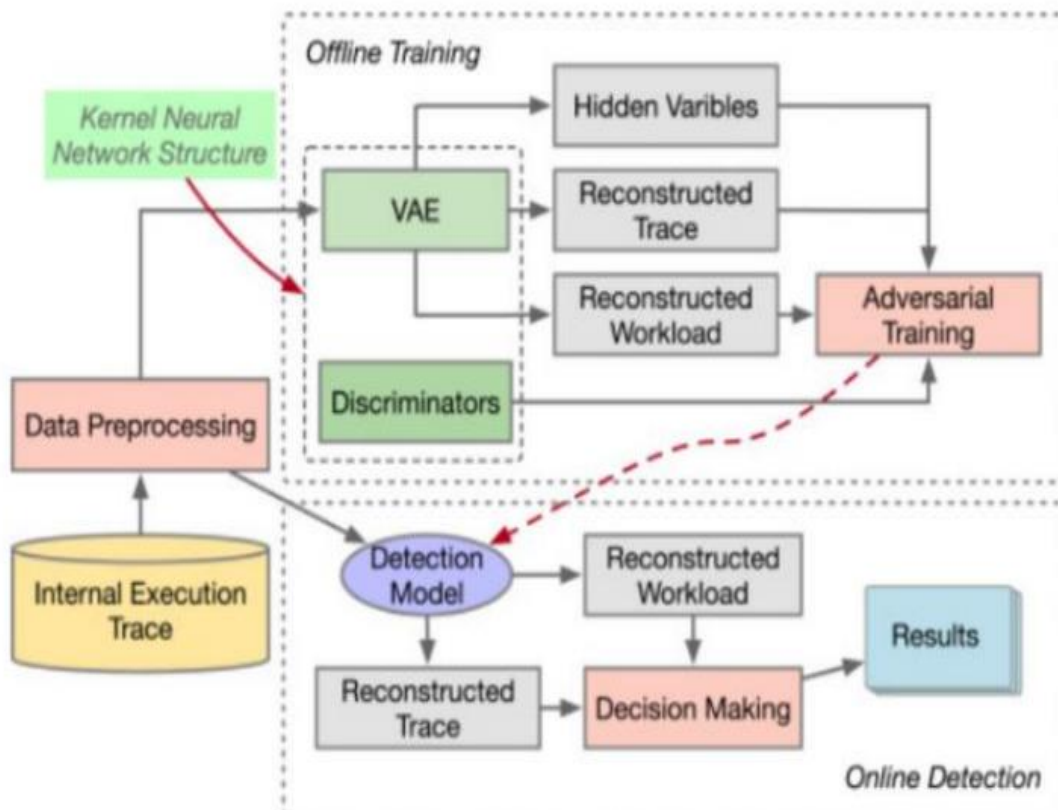 Offline Training
Kernel Neural
Network Structure
Hidden Varibles
VAE
Reconstructed
Trace
Reconstructed
Workload
Adversarial
Training
Discriminators
Data Preprocessing
Internal Execution
Trace
Detection
Model
Reconstructed
Workload
Results
Reconstructed
Trace
Decision Making
Online Detection